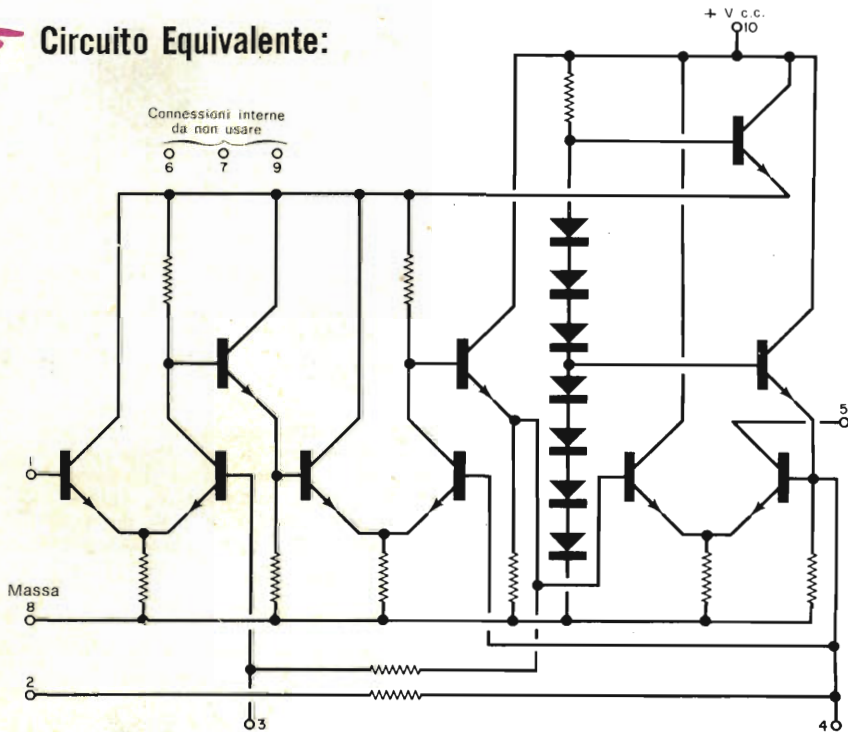 Circuito Equivalente:
+ V c.c.
10
Connessioni interne
da non usare
6 7 9
5
1
Massa
8
2
3
4